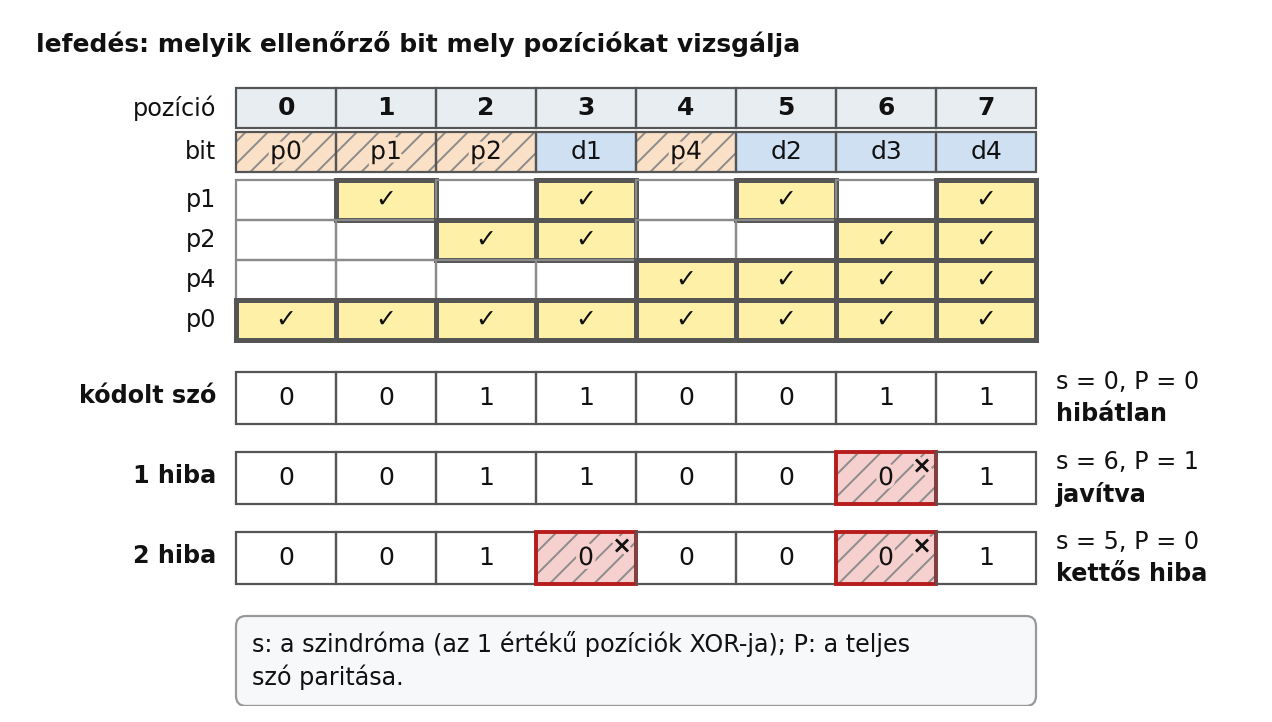 lefedés: melyik ellenőrző bit mely pozíciókat vizsgálja
pozíció 0 1 2 3 4 5 6 7
bit p0 p1 p2 d1 p4 d2 d3 d4
p1 ✓ ✓ ✓ ✓
p2 ✓ ✓ ✓ ✓
p4 ✓ ✓ ✓ ✓
p0 ✓ ✓ ✓ ✓ ✓ ✓ ✓ ✓
kódolt szó 0 0 1 1 0 0 1 1 s = 0, P = 0
hibátlan
1 hiba 0 0 1 1 0 0 0 × 1 s = 6, P = 1
javítva
2 hiba 0 0 1 0 × 0 0 0 × 1 s = 5, P = 0
kettős hiba
s: a szindróma (az 1 értékű pozíciók XOR-ja); P: a teljes
szó paritása.